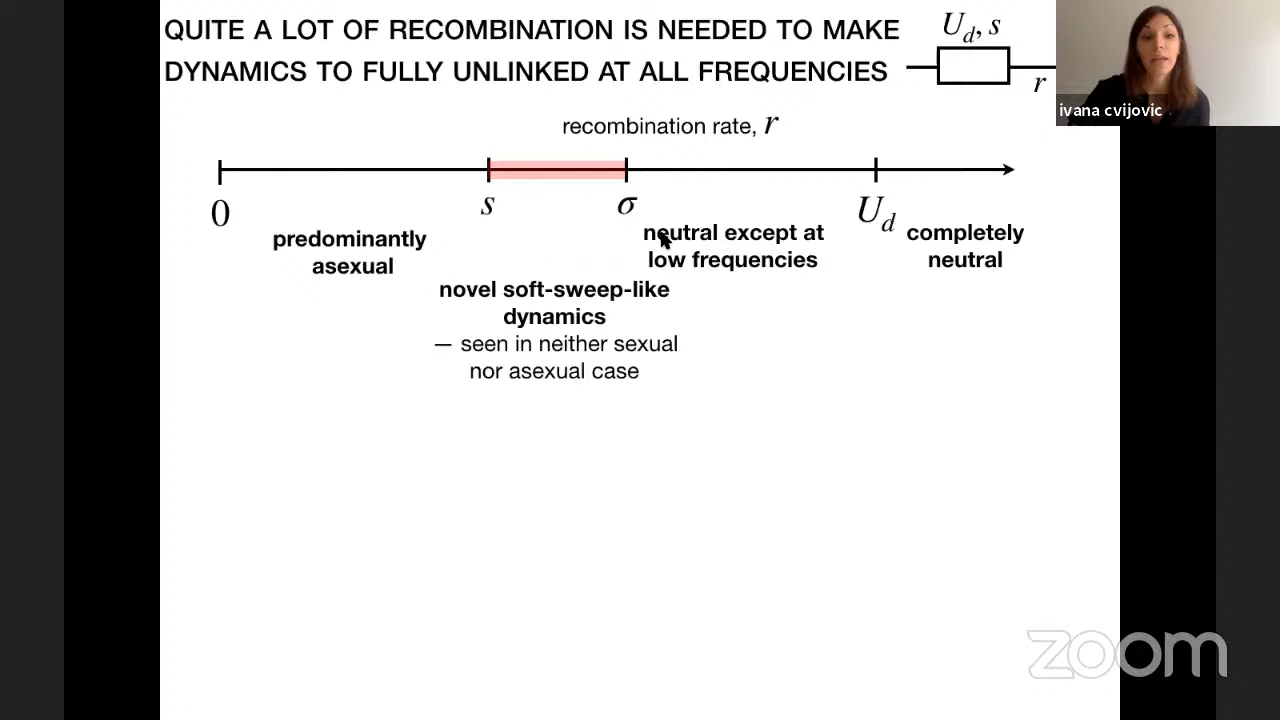 QUITE A LOT OF RECOMBINATION IS NEEDED TO MAKE
DYNAMICS TO FULLY UNLINKED AT ALL FREQUENCIES
U_d, s
r
ivana cvijovic
recombination rate, r
0
s
σ
U_d
predominantly
asexual
neutral except at
low frequencies
completely
neutral
novel soft-sweep-like
dynamics
— seen in neither sexual
nor asexual case
zoom